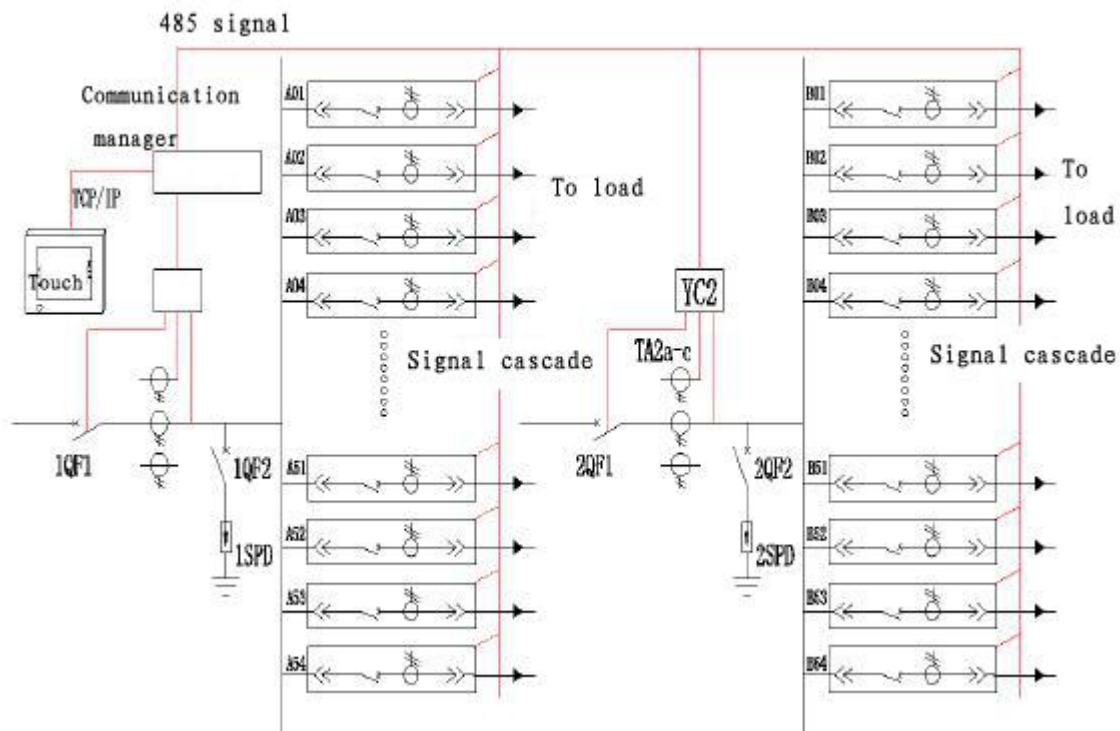 485 signal
Communication
manager
TCP/IP
Touch
1QF1
1QF2
1SPD
A01
A02
A03
A04
A51
A52
A53
A54
To load
Signal cascade
YC2
TA2a-c
2QF1
2QF2
2SPD
B01
B02
B03
B04
B51
B52
B53
B54
To
load
Signal cascade